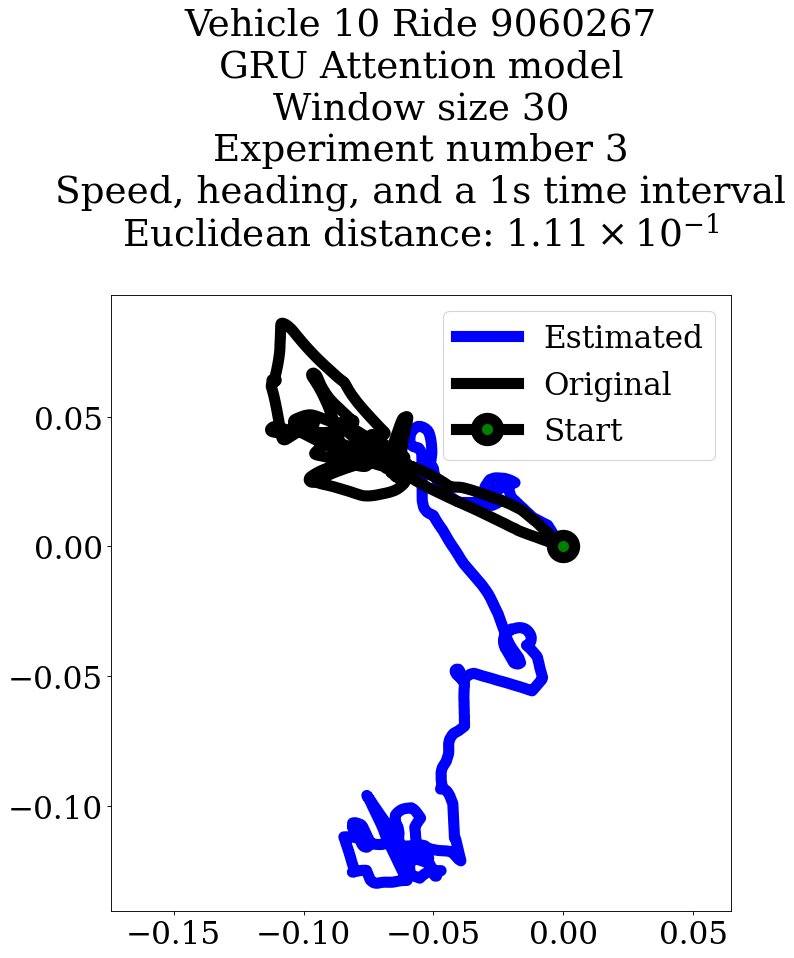 Vehicle 10 Ride 9060267
GRU Attention model
Window size 30
Experiment number 3
Speed, heading, and a 1s time interval
Euclidean distance: 1.11 × 10⁻¹
Estimated
Original
Start
0.05
0.00
−0.05
−0.10
−0.15 −0.10 −0.05 0.00 0.05